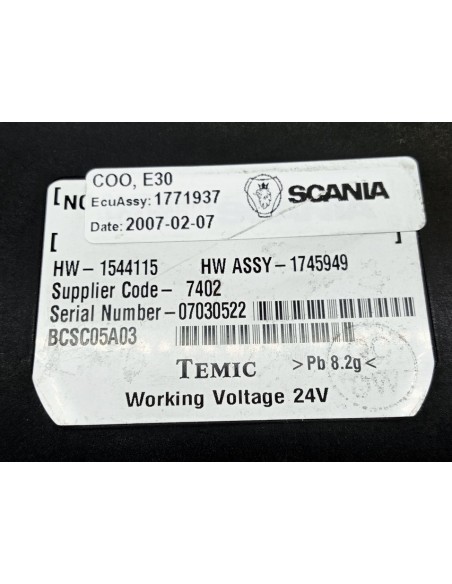 COO, E30
EcuAssy: 1771937
Date: 2007-02-07
SCANIA
[
[
HW-1544115 HW ASSY-1745949
Supplier Code- 7402
Serial Number-07030522
BCSC05A03
TEMIC >Pb 8.2g<
Working Voltage 24V